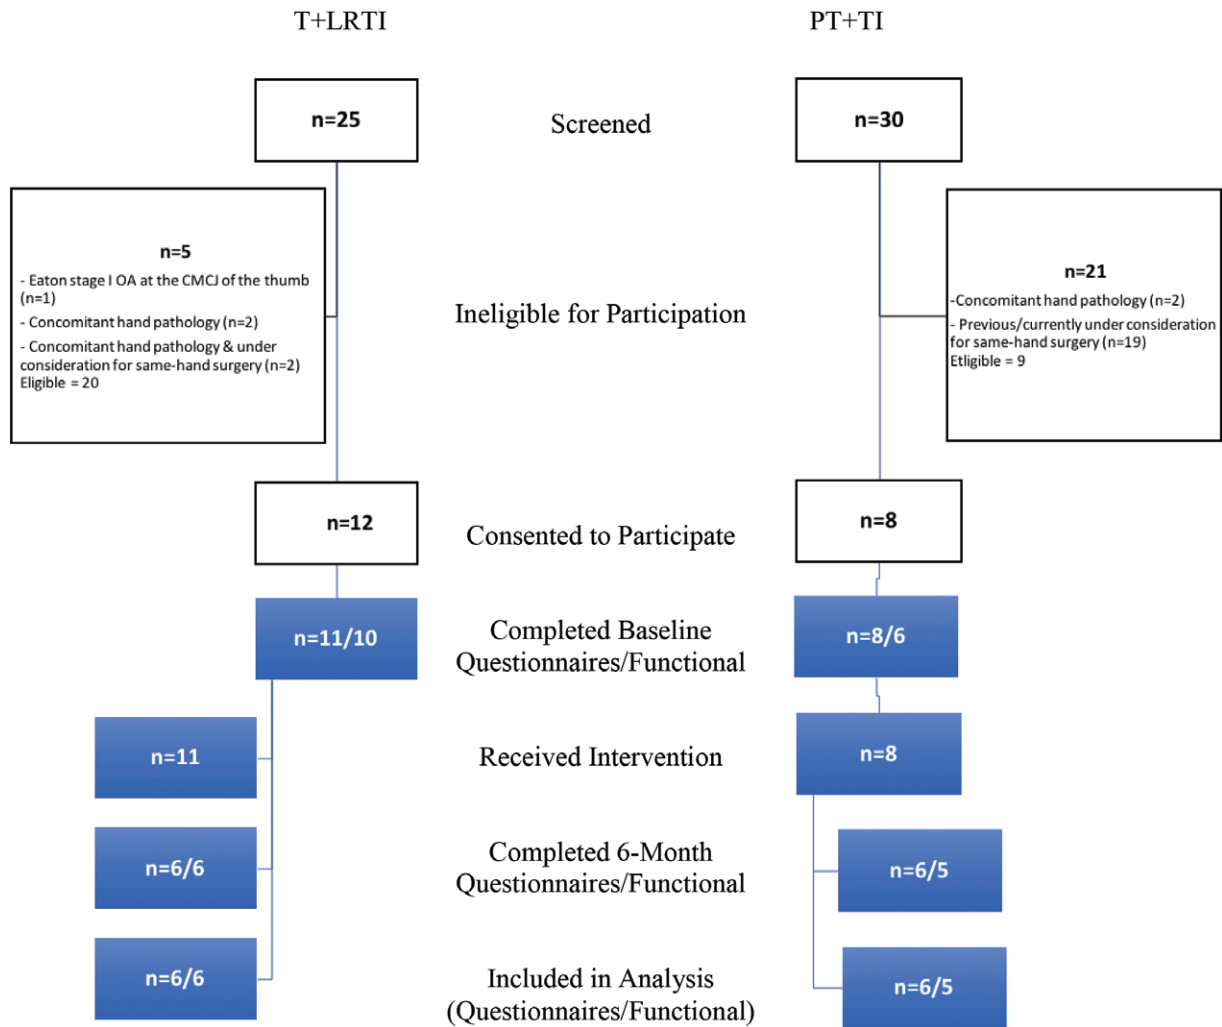 T+LRTI
PT+TI
n=25
Screened
n=30
n=5
- Eaton stage I OA at the CMCJ of the thumb
(n=1)
- Concomitant hand pathology (n=2)
- Concomitant hand pathology & under
consideration for same-hand surgery (n=2)
Eligible = 20
Ineligible for Participation
n=21
-Concomitant hand pathology (n=2)
- Previous/currently under consideration
for same-hand surgery (n=19)
Etligible = 9
n=12
Consented to Participate
n=8
n=11/10
Completed Baseline
Questionnaires/Functional
n=8/6
n=11
Received Intervention
n=8
n=6/6
Completed 6-Month
Questionnaires/Functional
n=6/5
n=6/6
Included in Analysis
(Questionnaires/Functional)
n=6/5